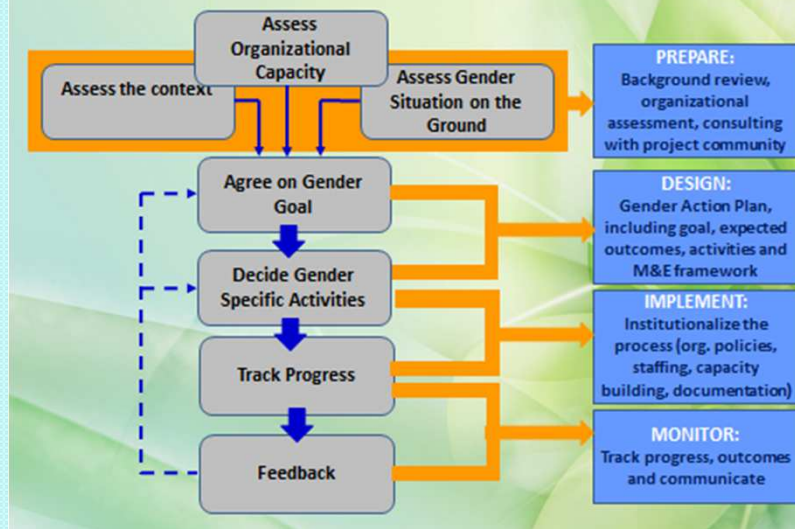 Assess
Organizational
Capacity
Assess the context
Assess Gender
Situation on the
Ground
PREPARE:
Background review,
organizational
assessment, consulting
with project community
Agree on Gender
Goal
DESIGN:
Gender Action Plan,
including goal, expected
outcomes, activities and
M&E framework
Decide Gender
Specific Activities
IMPLEMENT:
Institutionalize the
process (org. policies,
staffing, capacity
building, documentation)
Track Progress
MONITOR:
Track progress, outcomes
and communicate
Feedback